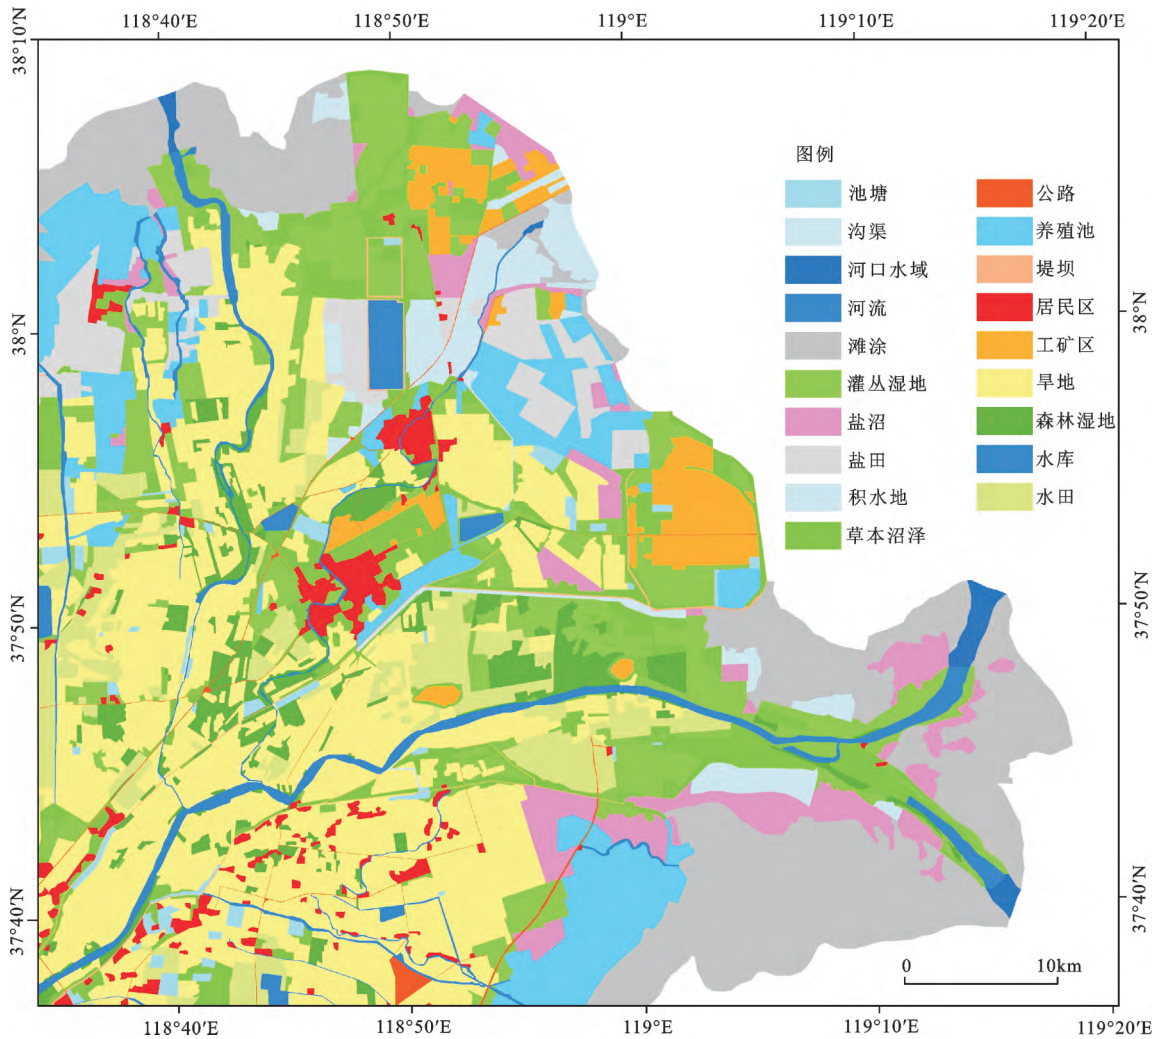 118°40′E 118°50′E 119°E 119°10′E 119°20′E
38°10′N
38°N
37°50′N
37°40′N
38°N
37°50′N
37°40′N
图例
池塘
沟渠
河口水域
河流
滩涂
灌丛湿地
盐沼
盐田
积水地
草本沼泽
公路
养殖池
堤坝
居民区
工矿区
旱地
森林湿地
水库
水田
0 10km
118°40′E 118°50′E 119°E 119°10′E 119°20′E